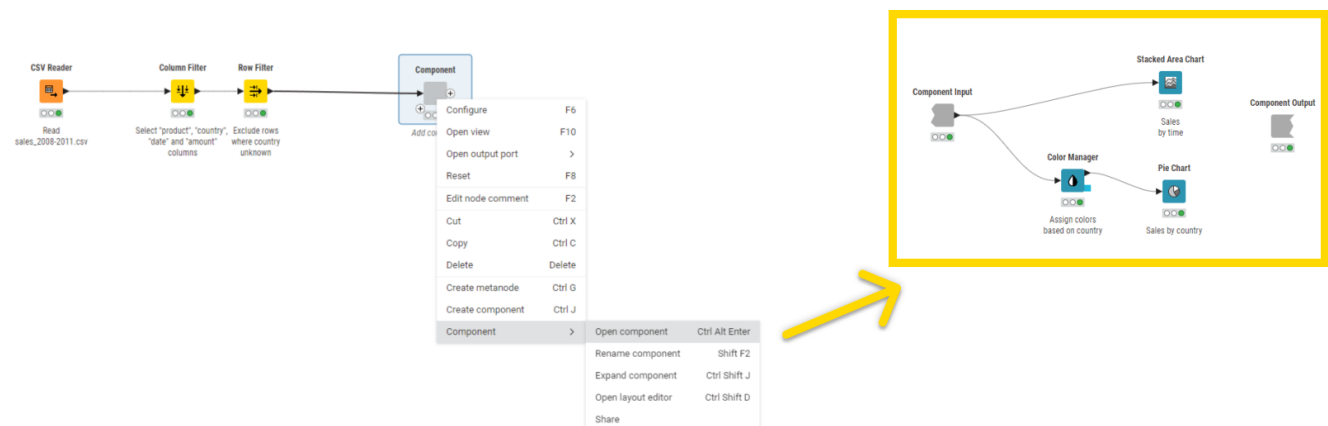 CSV Reader
Read
sales_2008-2011.csv
Column Filter
Select "product", "country",
"date" and "amount"
columns
Row Filter
Exclude rows
where country
unknown
Component
Configure F6
Open view F10
Open output port >
Reset F8
Edit node comment F2
Cut Ctrl X
Copy Ctrl C
Delete Delete
Create metanode Ctrl G
Create component Ctrl J
Component >
Open component Ctrl Alt Enter
Rename component Shift F2
Expand component Ctrl Shift J
Open layout editor Ctrl Shift D
Share
Component Input
Stacked Area Chart
Sales
by time
Color Manager
Assign colors
based on country
Pie Chart
Sales by country
Component Output